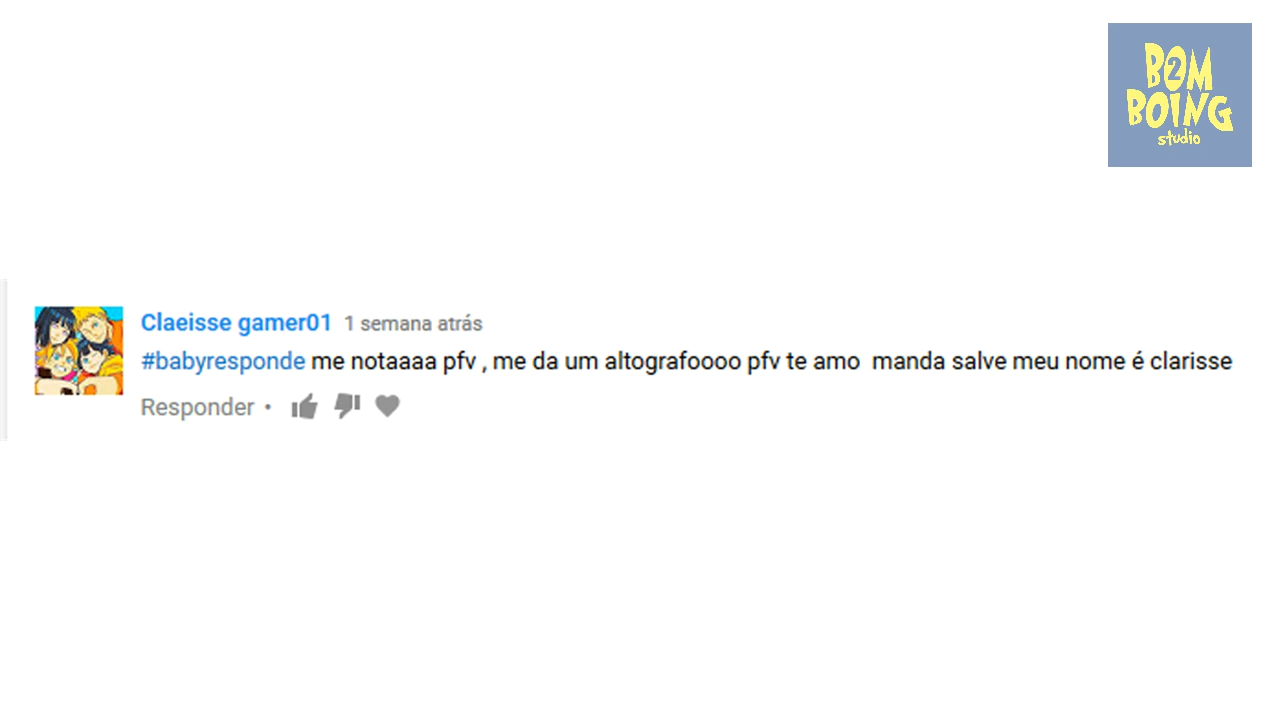 B2M
BOING
studio
Claeisse gamer01 1 semana atrás
#babyresponde me notaaaa pfv , me da um altografoooo pfv te amo  manda salve meu nome é clarisse
Responder •